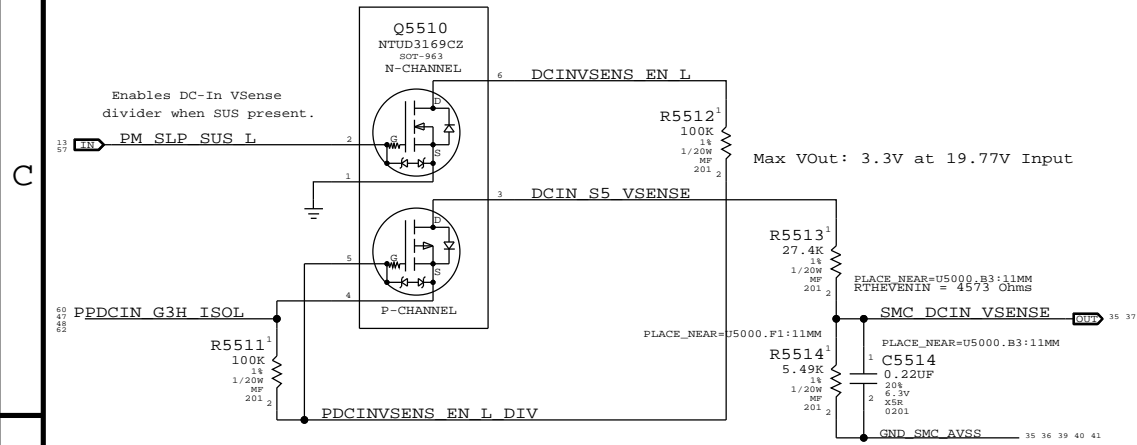 Q5510
NTUD3169CZ
SOT-963
N-CHANNEL
6
DCINVSENS_EN_L
Enables DC-In VSense
divider when SUS present.
D
G
S
13
57
IN
PM_SLP_SUS_L
2
1
R5512
100K
1%
1/20W
MF
201
1
2
Max VOut: 3.3V at 19.77V Input
C
3
DCIN_S5_VSENSE
D
G
S
5
4
P-CHANNEL
R5513
27.4K
1%
1/20W
MF
201
1
2
PLACE_NEAR=U5000.B3:11MM
RTHEVENIN = 4573 Ohms
60
47
48
62
PPDCIN_G3H_ISOL
SMC_DCIN_VSENSE
OUT
35 37
PLACE_NEAR=U5000.F1:11MM
PLACE_NEAR=U5000.B3:11MM
R5511
100K
1%
1/20W
MF
201
1
2
R5514
5.49K
1%
1/20W
MF
201
1
2
1
C5514
0.22UF
20%
6.3V
X5R
0201
2
PDCINVSENS_EN_L_DIV
GND_SMC_AVSS
35 36 39 40 41